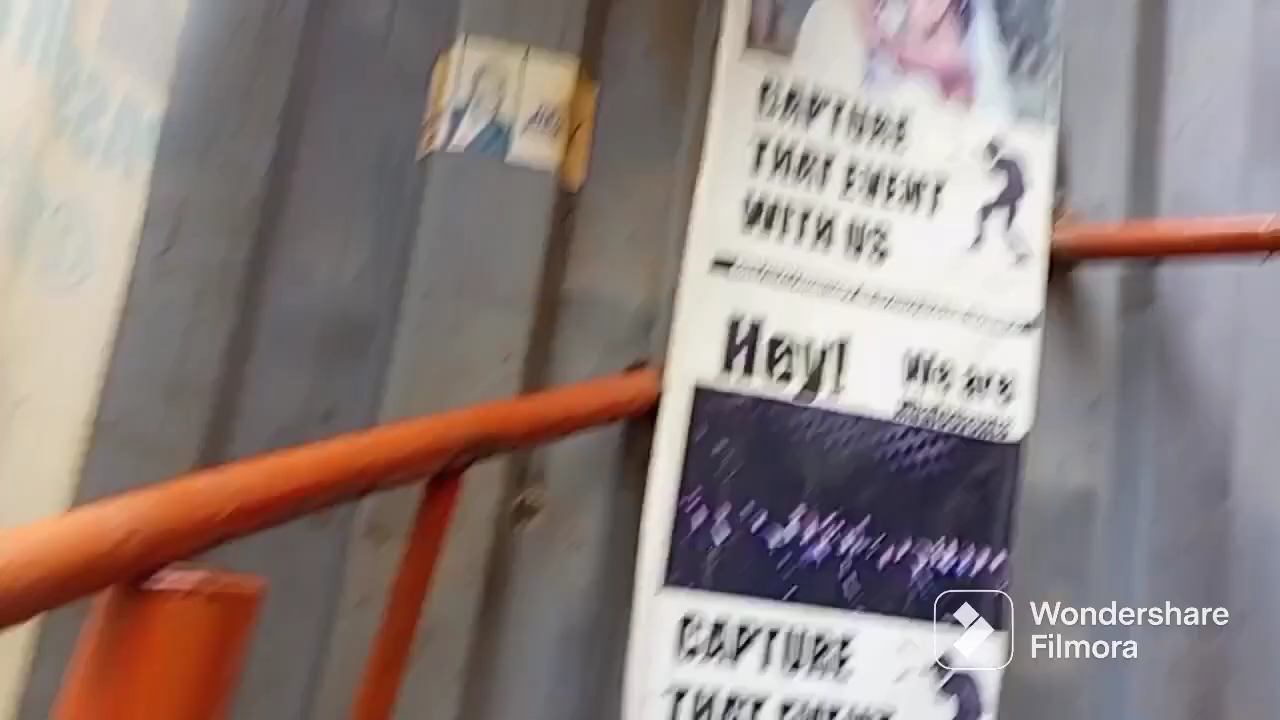 CAPTURE
THAT EVENT
WITH US
Hey! We are
CAPTURE
THAT EVENT
Wondershare
Filmora